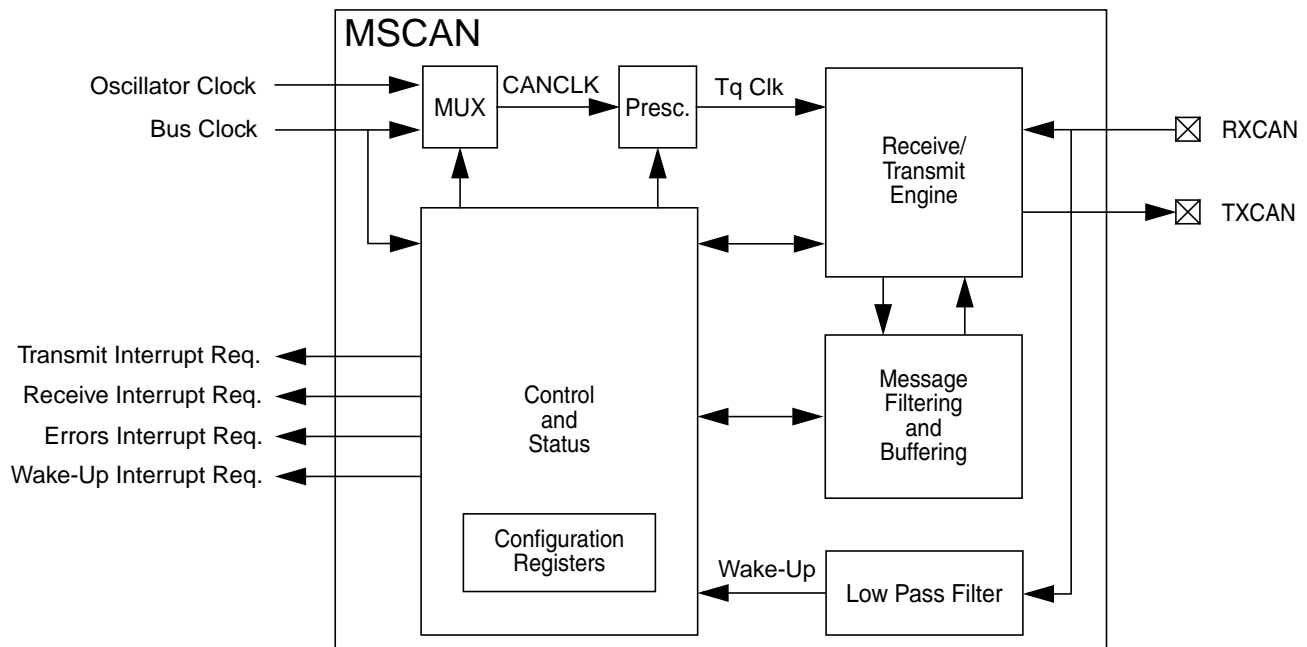 MSCAN
Oscillator Clock
Bus Clock
MUX
CANCLK
Presc.
Tq Clk
Receive/
Transmit
Engine
RXCAN
TXCAN
Transmit Interrupt Req.
Receive Interrupt Req.
Errors Interrupt Req.
Wake-Up Interrupt Req.
Control
and
Status
Message
Filtering
and
Buffering
Configuration
Registers
Wake-Up
Low Pass Filter